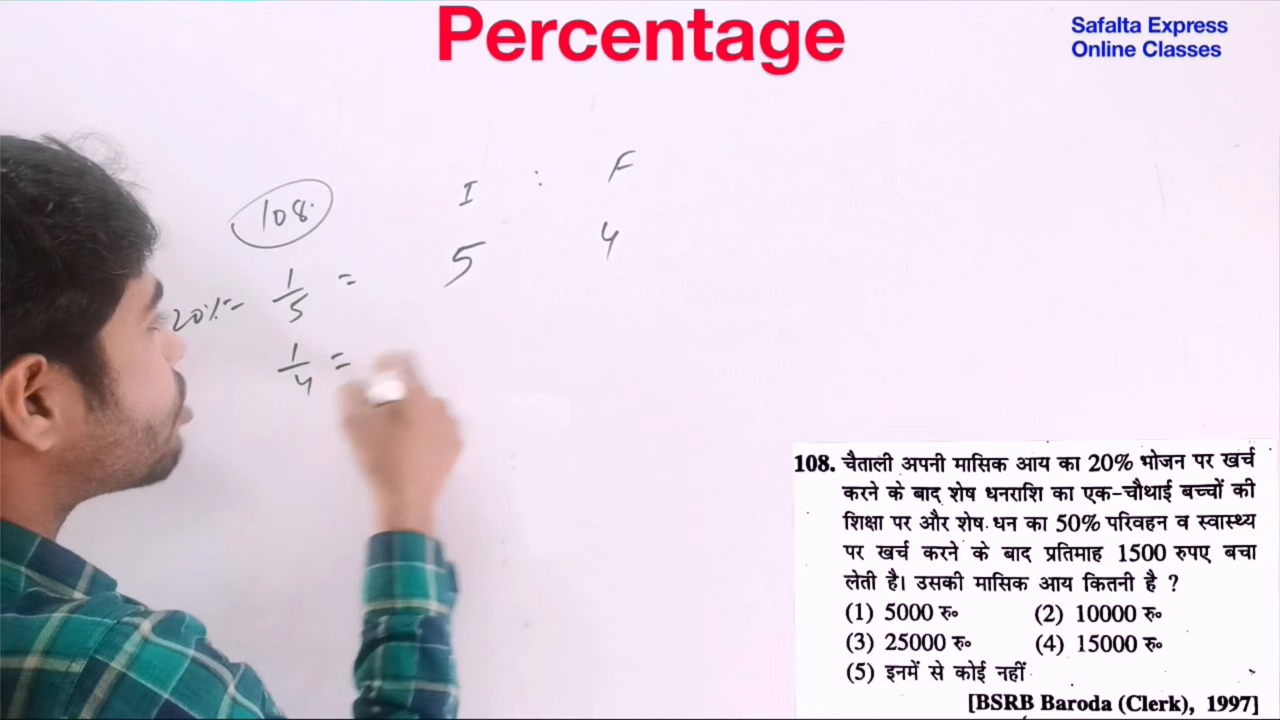 Percentage
Safalta Express
Online Classes
I : F
108.
20%= 1/5 = 5 4
1/4 =
108. चैताली अपनी मासिक आय का 20% भोजन पर खर्च
करने के बाद शेष धनराशि का एक-चौथाई बच्चों की
शिक्षा पर और शेष धन का 50% परिवहन व स्वास्थ्य
पर खर्च करने के बाद प्रतिमाह 1500 रुपए बचा
लेती है। उसकी मासिक आय कितनी है ?
(1) 5000 रु० (2) 10000 रु०
(3) 25000 रु० (4) 15000 रु०
(5) इनमें से कोई नहीं
[BSRB Baroda (Clerk), 1997]